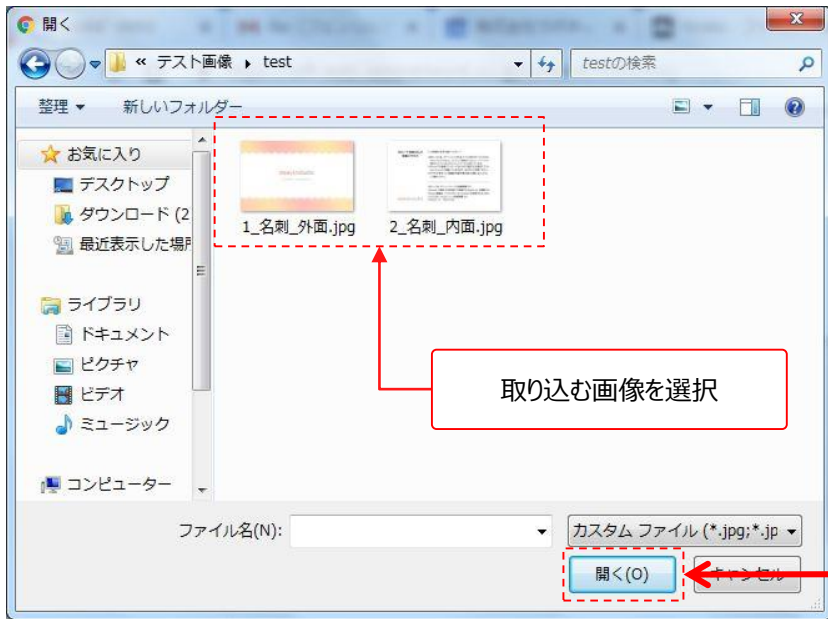 開く
« テスト画像 ▸ test
testの検索
整理 ▼ 新しいフォルダー
お気に入り
デスクトップ
ダウンロード (2
最近表示した場所
ライブラリ
ドキュメント
ピクチャ
ビデオ
ミュージック
コンピューター
1_名刺_外面.jpg
2_名刺_内面.jpg
取り込む画像を選択
ファイル名(N):
カスタム ファイル (*.jpg;*.jp
開く(O)
キャンセル